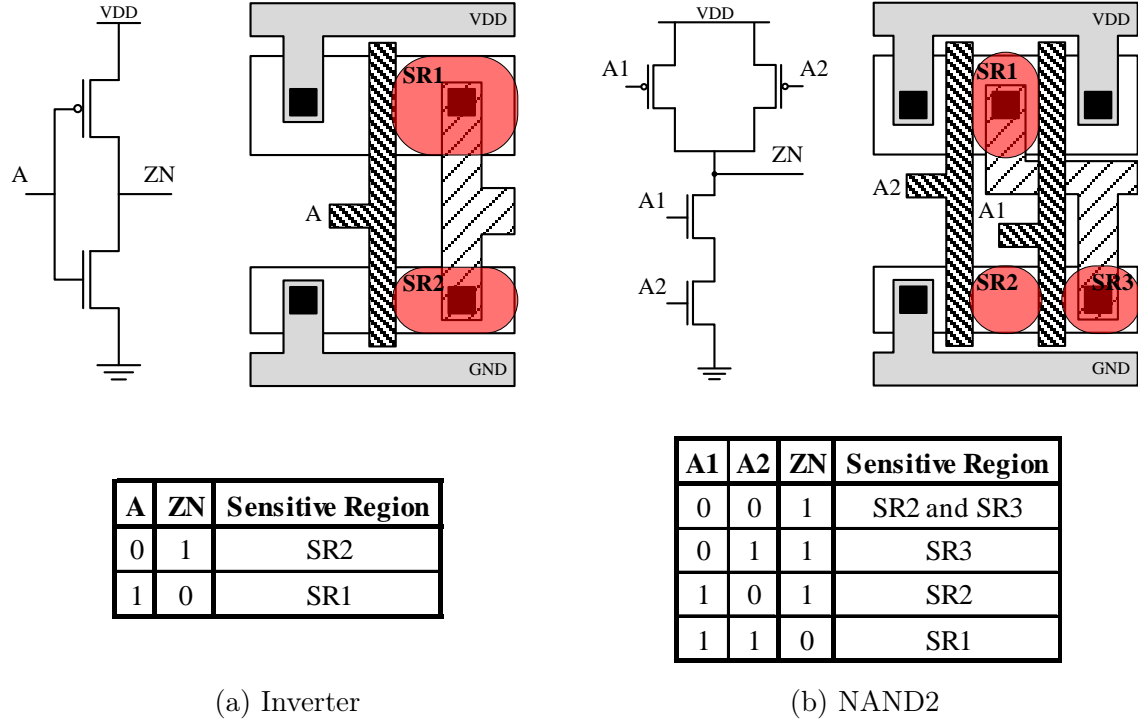 VDD
A
ZN
VDD
SR1
A
SR2
GND
VDD
A1
A2
ZN
A1
A2
VDD
SR1
A2
A1
SR2
SR3
GND
A ZN Sensitive Region
0 1 SR2
1 0 SR1
(a) Inverter
A1 A2 ZN Sensitive Region
0 0 1 SR2 and SR3
0 1 1 SR3
1 0 1 SR2
1 1 0 SR1
(b) NAND2